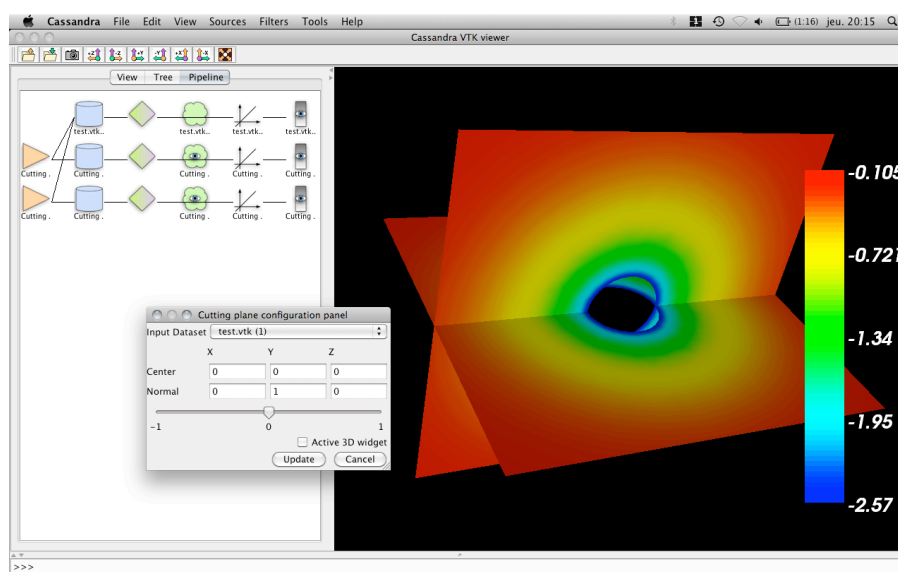 Cassandra File Edit View Sources Filters Tools Help (1:16) jeu. 20:15
Cassandra VTK viewer
+Z -Z +Y -Y +X -X
View Tree Pipeline
test.vtk.. test.vtk.. test.vtk.. test.vtk..
Cutting . Cutting . Cutting . Cutting . Cutting .
Cutting . Cutting . Cutting . Cutting . Cutting .
Cutting plane configuration panel
Input Dataset test.vtk (1)
X Y Z
Center 0 0 0
Normal 0 1 0
-1 0 1
Active 3D widget
Update Cancel
-0.105
-0.721
-1.34
-1.95
-2.57
>>>